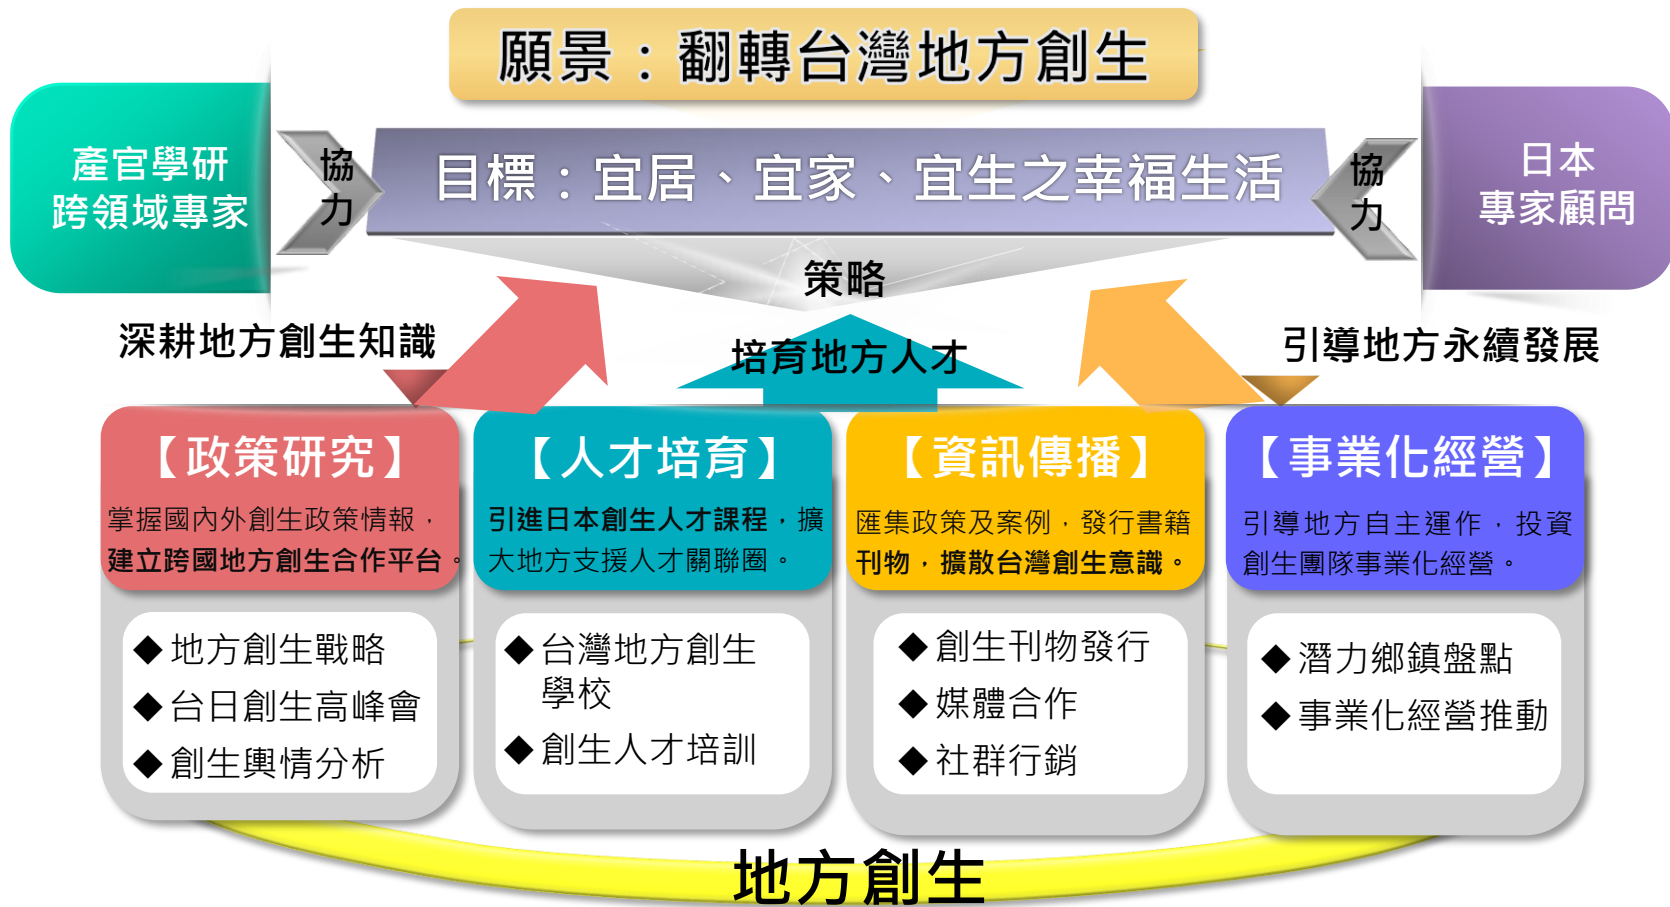 願景：翻轉台灣地方創生
產官學研
跨領域專家
協
力
目標：宜居、宜家、宜生之幸福生活
協
力
日本
專家顧問
策略
深耕地方創生知識
培育地方人才
引導地方永續發展
【政策研究】
掌握國內外創生政策情報，
建立跨國地方創生合作平台。
◆地方創生戰略
◆台日創生高峰會
◆創生輿情分析
【人才培育】
引進日本創生人才課程，擴
大地方支援人才關聯圈。
◆台灣地方創生
學校
◆創生人才培訓
【資訊傳播】
匯集政策及案例，發行書籍
刊物，擴散台灣創生意識。
◆創生刊物發行
◆媒體合作
◆社群行銷
【事業化經營】
引導地方自主運作，投資
創生團隊事業化經營。
◆潛力鄉鎮盤點
◆事業化經營推動
地方創生